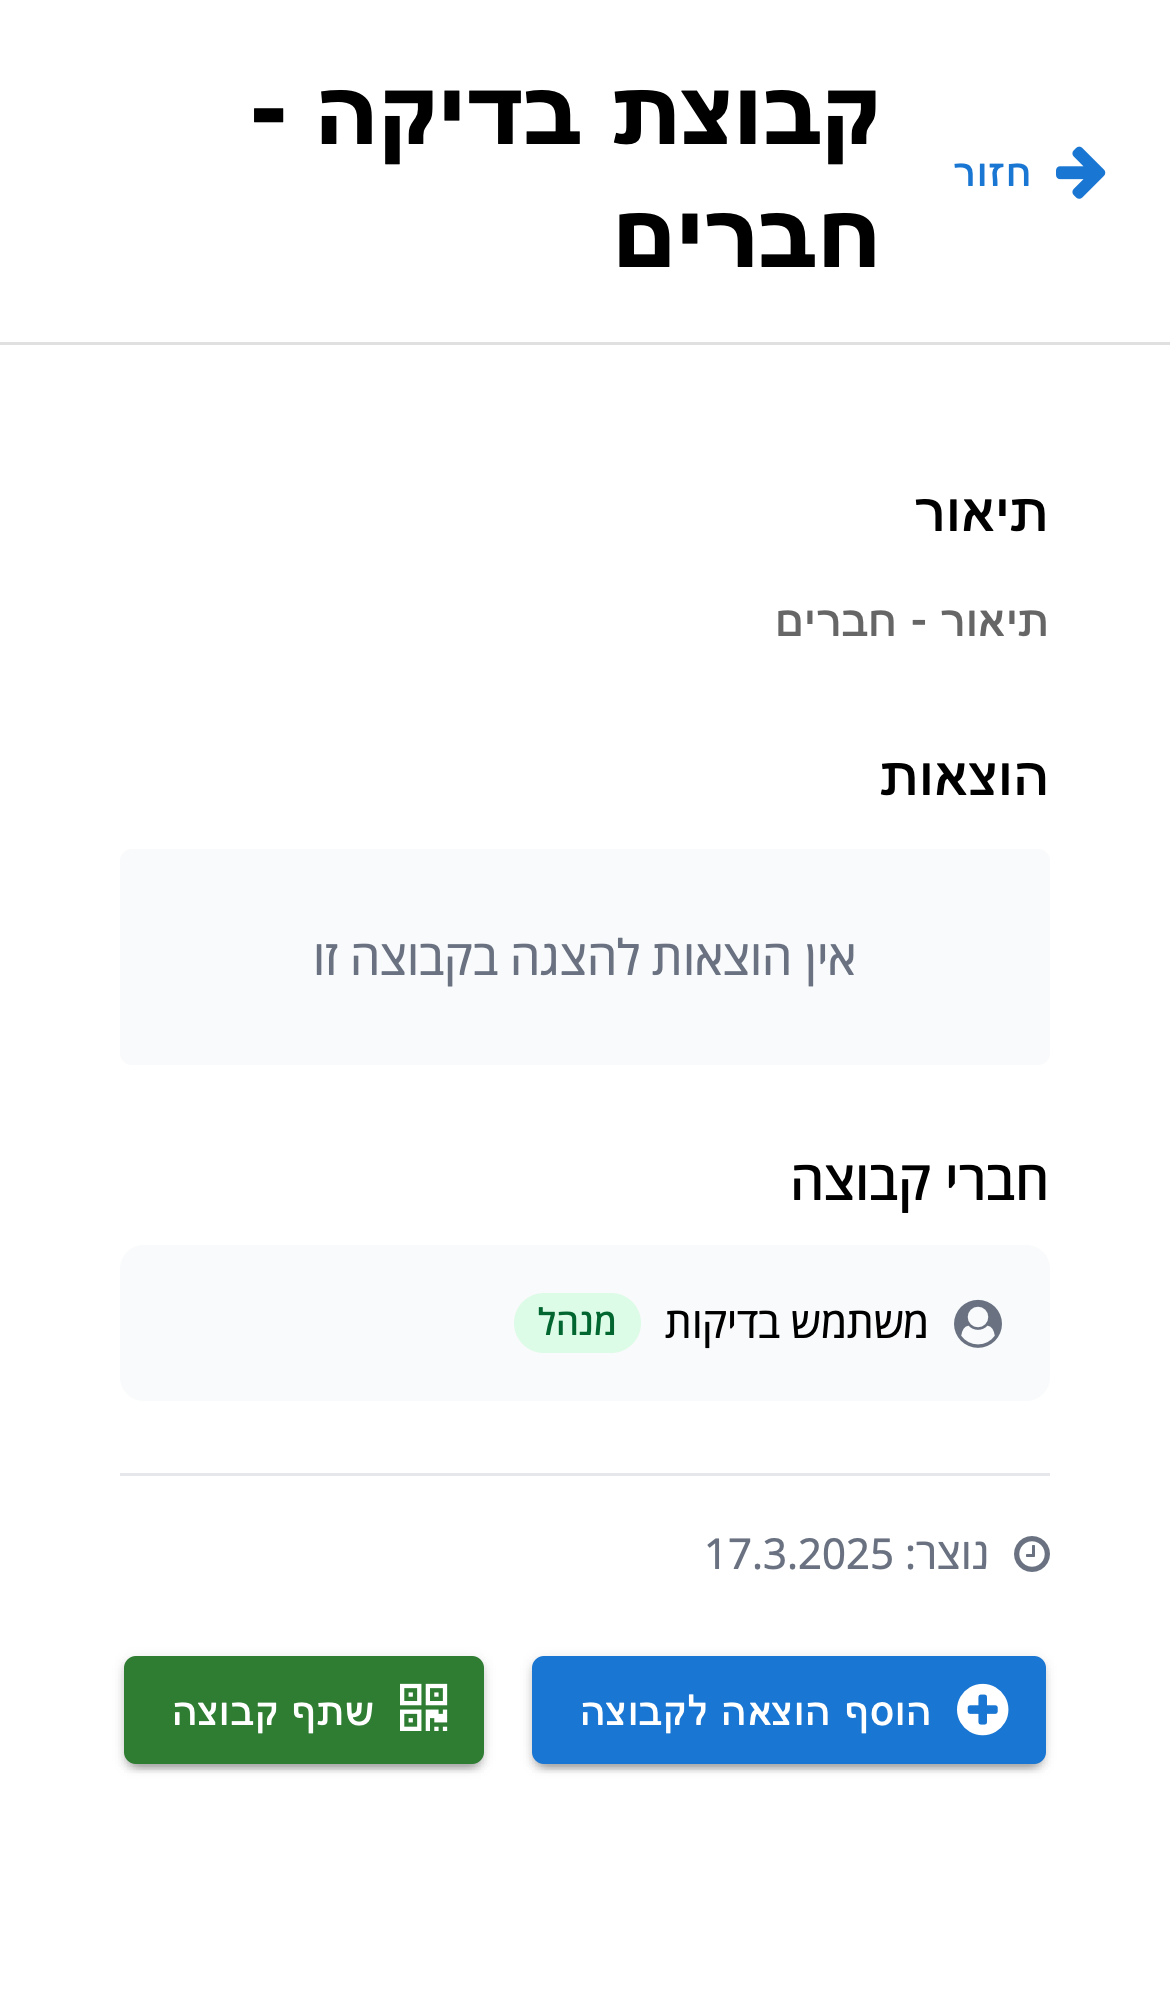 חזור
קבוצת בדיקה -
חברים
תיאור
תיאור - חברים
הוצאות
אין הוצאות להצגה בקבוצה זו
חברי קבוצה
משתמש בדיקות מנהל
נוצר: 17.3.2025
הוסף הוצאה לקבוצה
שתף קבוצה